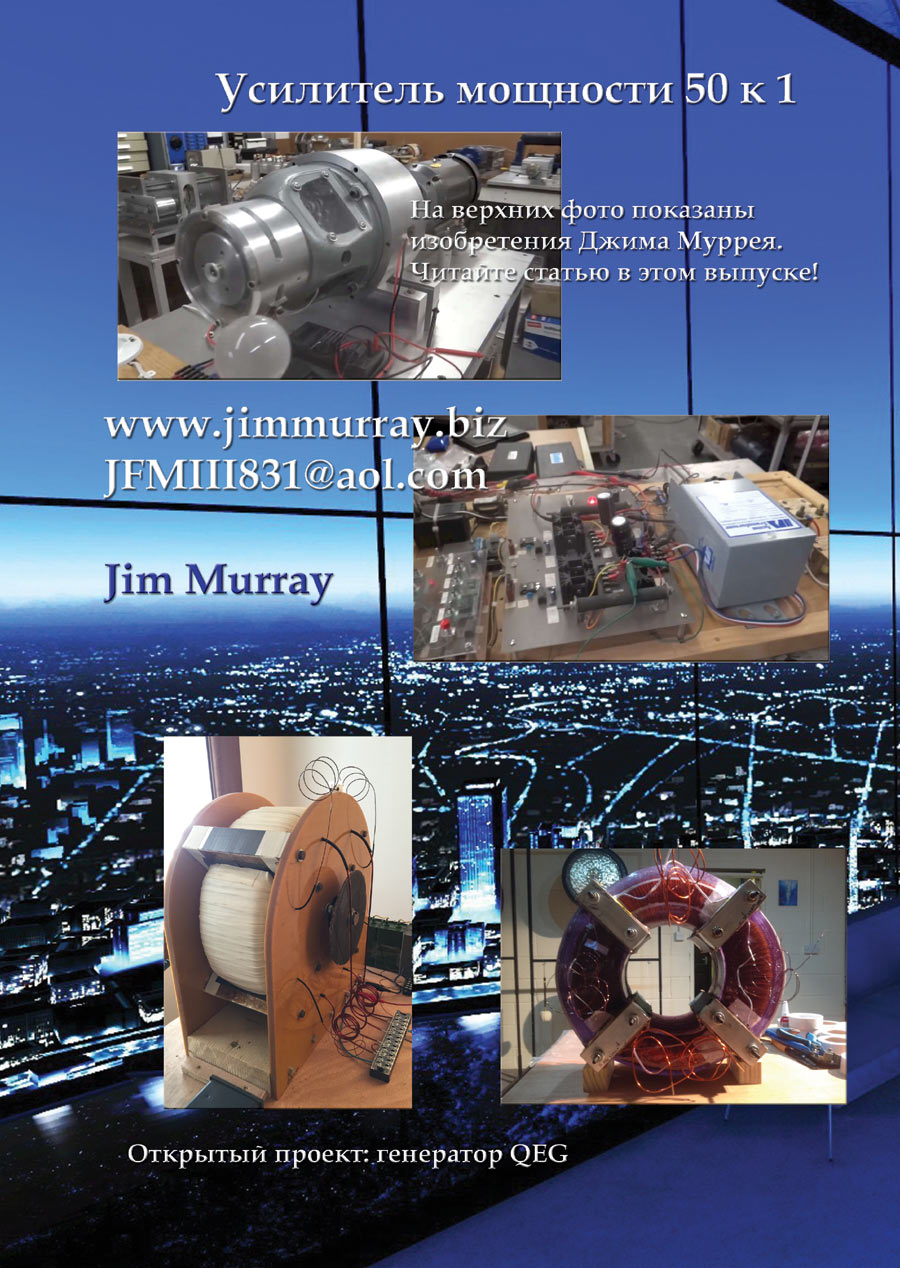 Усилитель мощности 50 к 1
На верхних фото показаны
изобретения Джима Муррея.
Читайте статью в этом выпуске!
www.jimmurray.biz
JFMIII831@aol.com
Jim Murray
Открытый проект: генератор QEG